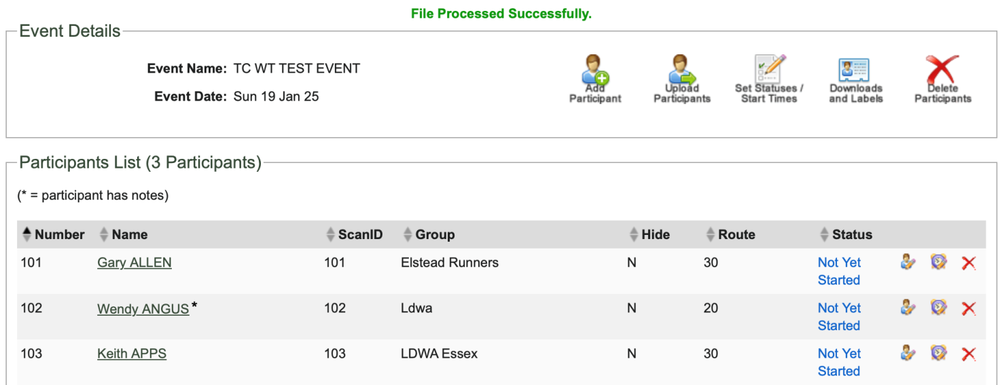 File Processed Successfully.
Event Details
Event Name: TC WT TEST EVENT
Event Date: Sun 19 Jan 25
Add Participant
Upload Participants
Set Statuses / Start Times
Downloads and Labels
Delete Participants
Participants List (3 Participants)
(* = participant has notes)
Number Name ScanID Group Hide Route Status
101 Gary ALLEN 101 Elstead Runners N 30 Not Yet Started
102 Wendy ANGUS* 102 Ldwa N 20 Not Yet Started
103 Keith APPS 103 LDWA Essex N 30 Not Yet Started